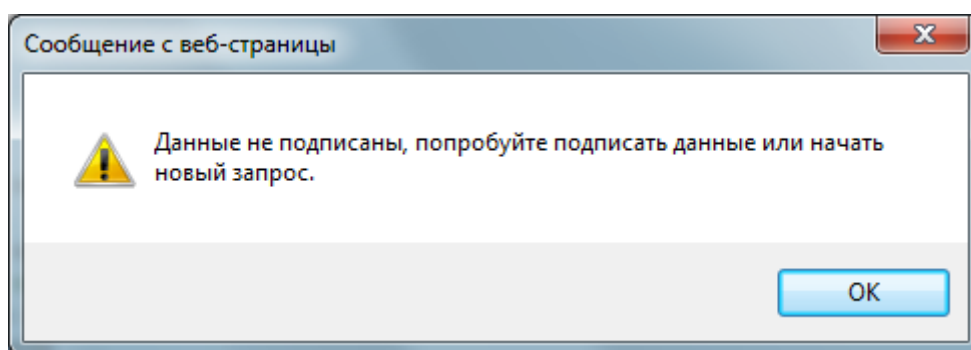 Сообщение с веб-страницы
Данные не подписаны, попробуйте подписать данные или начать
новый запрос.
OK